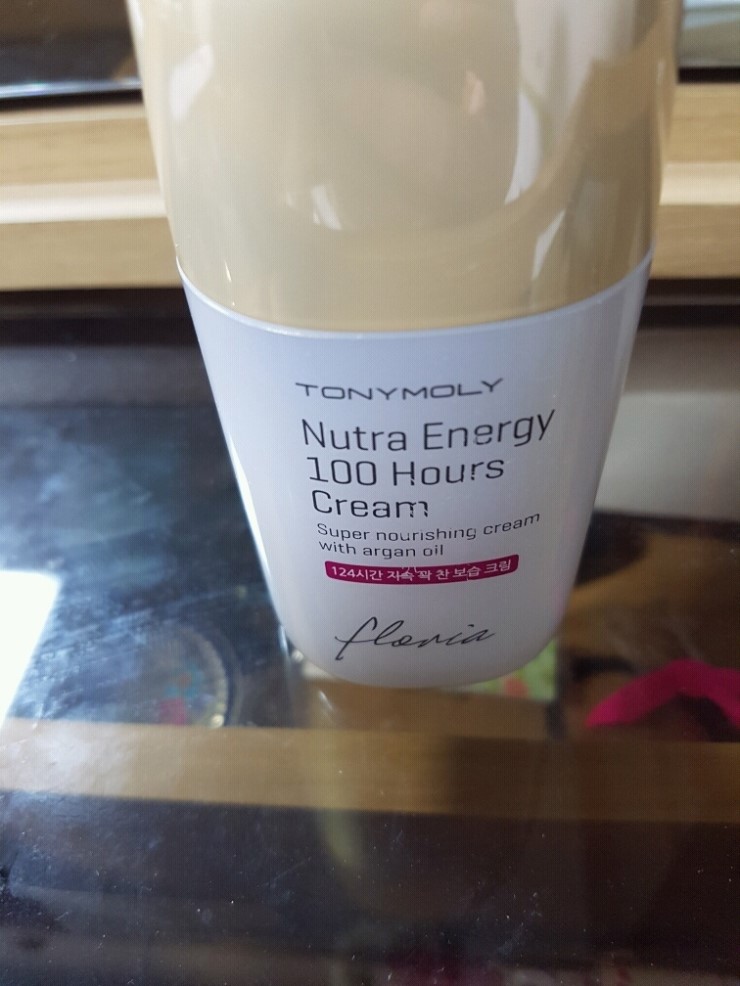 TONYMOLY
Nutra Energy
100 Hours
Cream
Super nourishing cream
with argan oil
124시간 지속 꽉 찬 보습 크림
floria